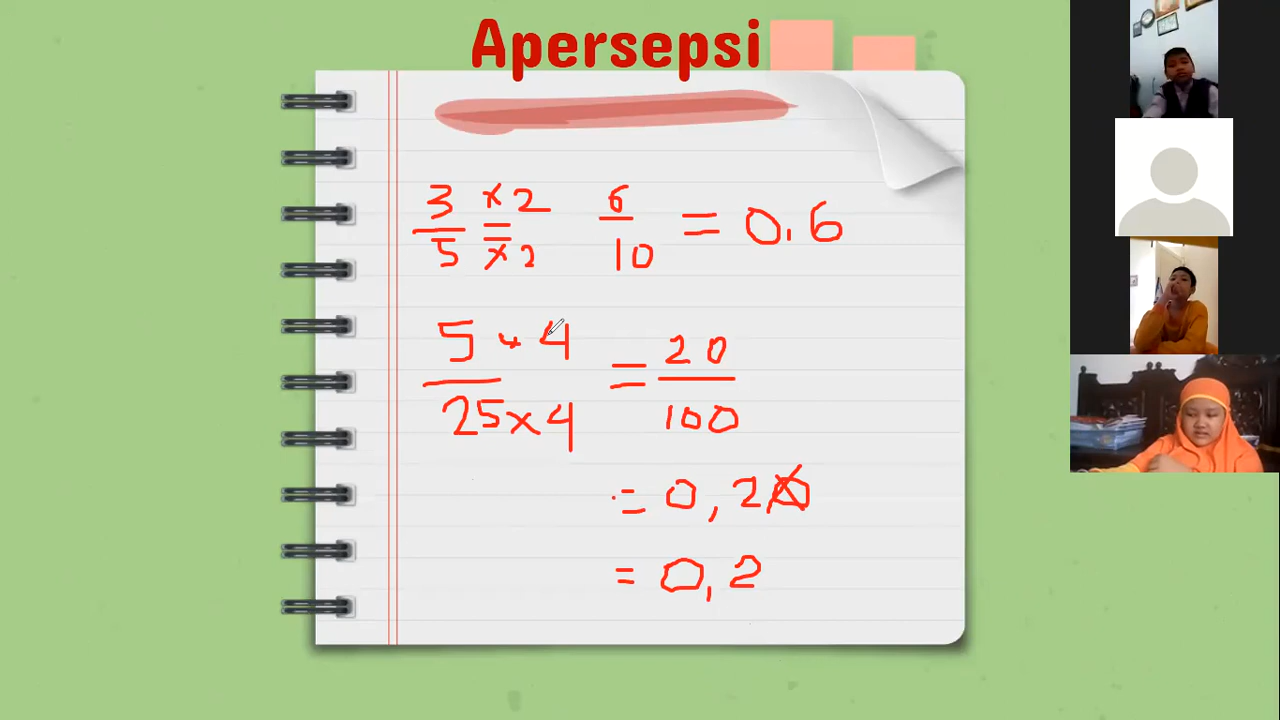 Apersepsi
3/5 ×2/×2 = 6/10 = 0.6
5 × 4 / 25 × 4 = 20/100
= 0,20
= 0,2